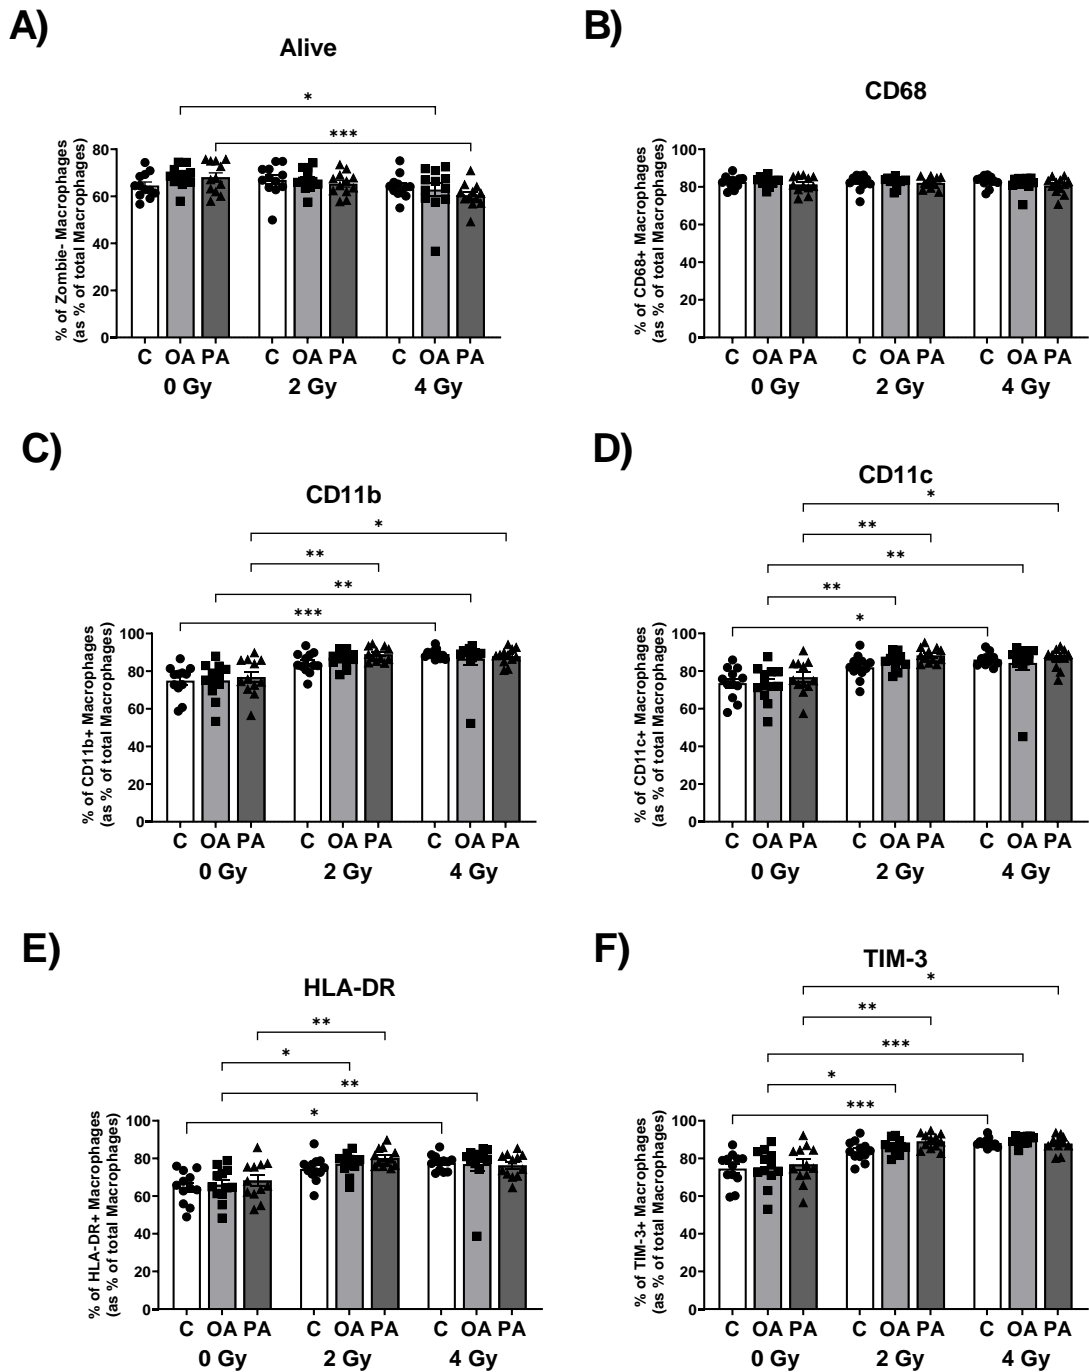 A)
Alive
*
***
% of Zombie- Macrophages
(as % of total Macrophages)
80
60
40
20
0
C OA PA C OA PA C OA PA
0 Gy 2 Gy 4 Gy
B)
CD68
% of CD68+ Macrophages
(as % of total Macrophages)
100
80
60
40
20
0
C OA PA C OA PA C OA PA
0 Gy 2 Gy 4 Gy
C)
CD11b
*
**
**
***
% of CD11b+ Macrophages
(as % of total Macrophages)
100
80
60
40
20
0
C OA PA C OA PA C OA PA
0 Gy 2 Gy 4 Gy
D)
CD11c
*
**
**
**
*
% of CD11c+ Macrophages
(as % of total Macrophages)
100
80
60
40
20
0
C OA PA C OA PA C OA PA
0 Gy 2 Gy 4 Gy
E)
HLA-DR
**
*
**
*
% of HLA-DR+ Macrophages
(as % of total Macrophages)
100
80
60
40
20
0
C OA PA C OA PA C OA PA
0 Gy 2 Gy 4 Gy
F)
TIM-3
*
**
***
*
***
% of TIM-3+ Macrophages
(as % of total Macrophages)
100
80
60
40
20
0
C OA PA C OA PA C OA PA
0 Gy 2 Gy 4 Gy